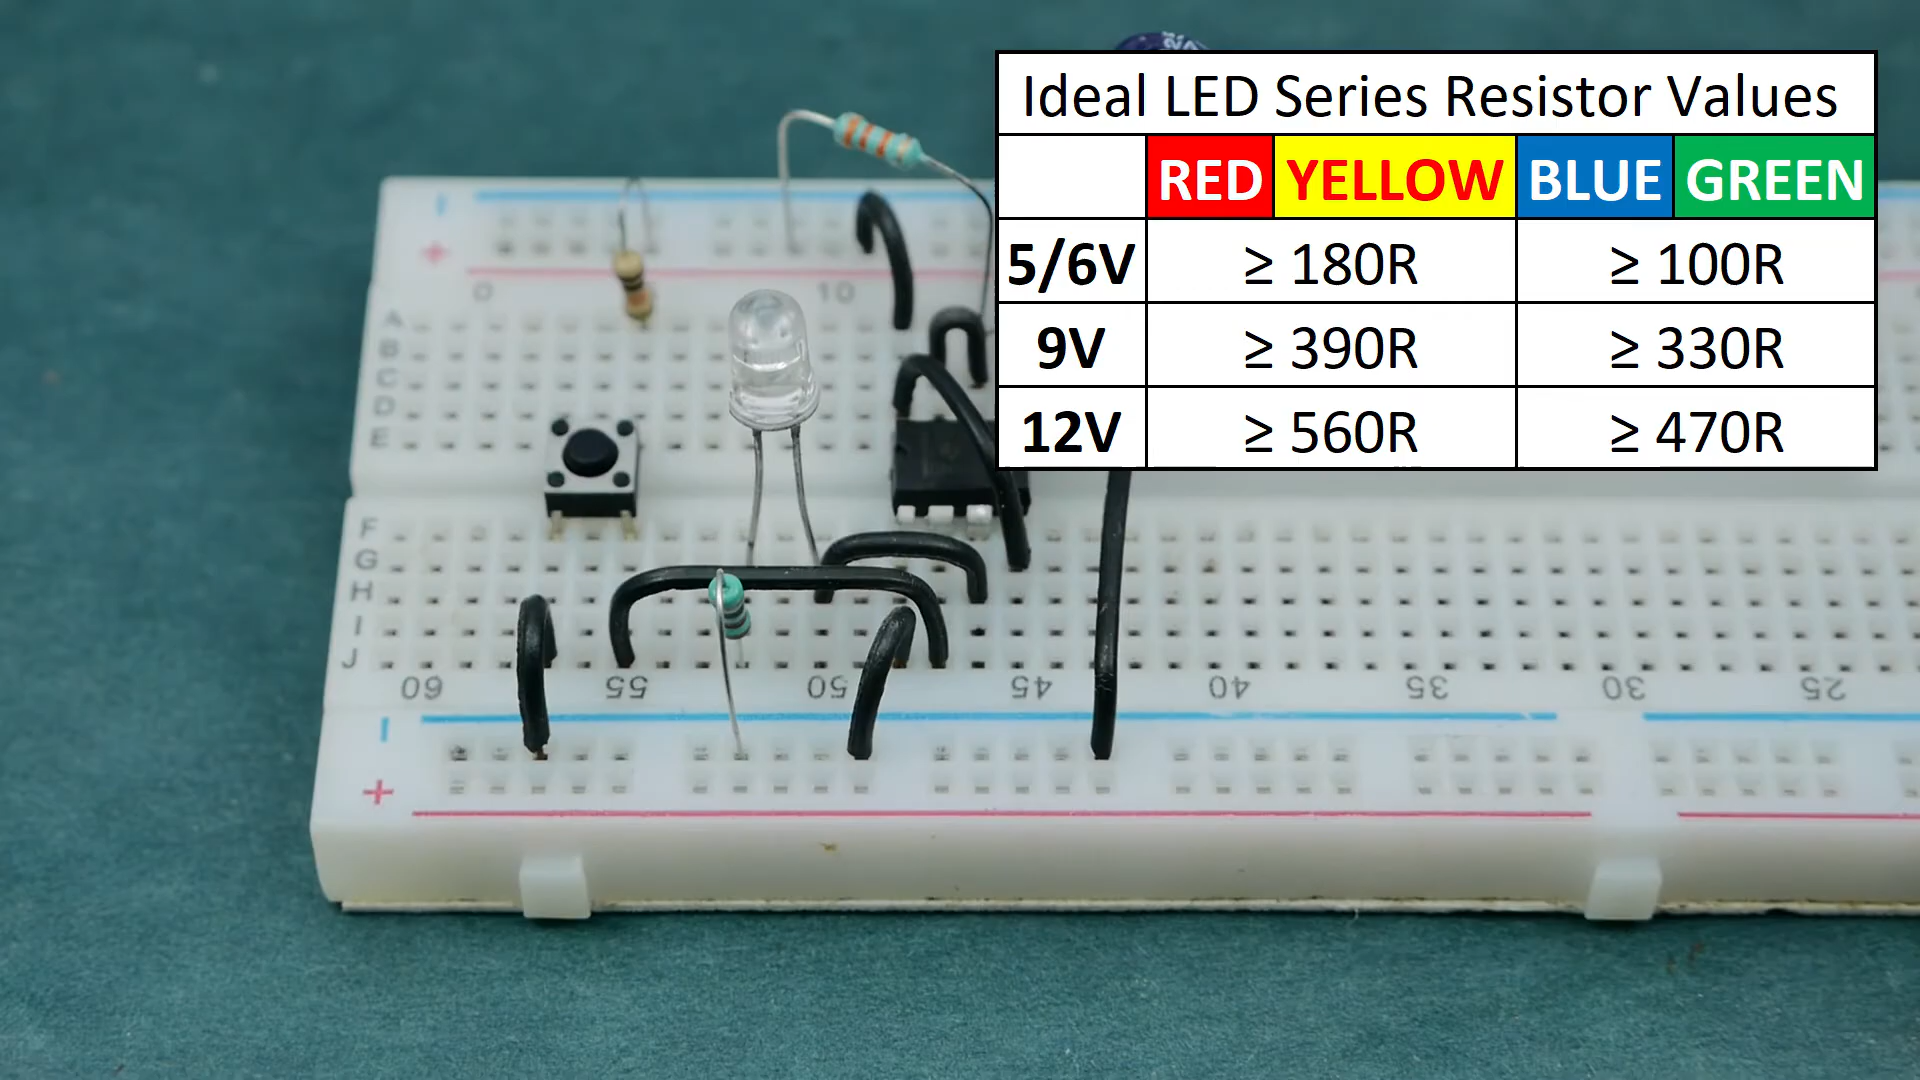 Ideal LED Series Resistor Values
RED YELLOW BLUE GREEN
5/6V ≥ 180R ≥ 100R
9V ≥ 390R ≥ 330R
12V ≥ 560R ≥ 470R
+
0 10
A
B
C
D
E
F
G
H
I
J
60 55 50 45 40 35 30 25
+